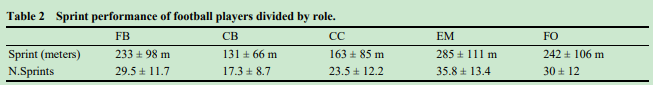 Table 2 Sprint performance of football players divided by role.
FB CB CC EM FO
Sprint (meters) 233 ± 98 m 131 ± 66 m 163 ± 85 m 285 ± 111 m 242 ± 106 m
N.Sprints 29.5 ± 11.7 17.3 ± 8.7 23.5 ± 12.2 35.8 ± 13.4 30 ± 12